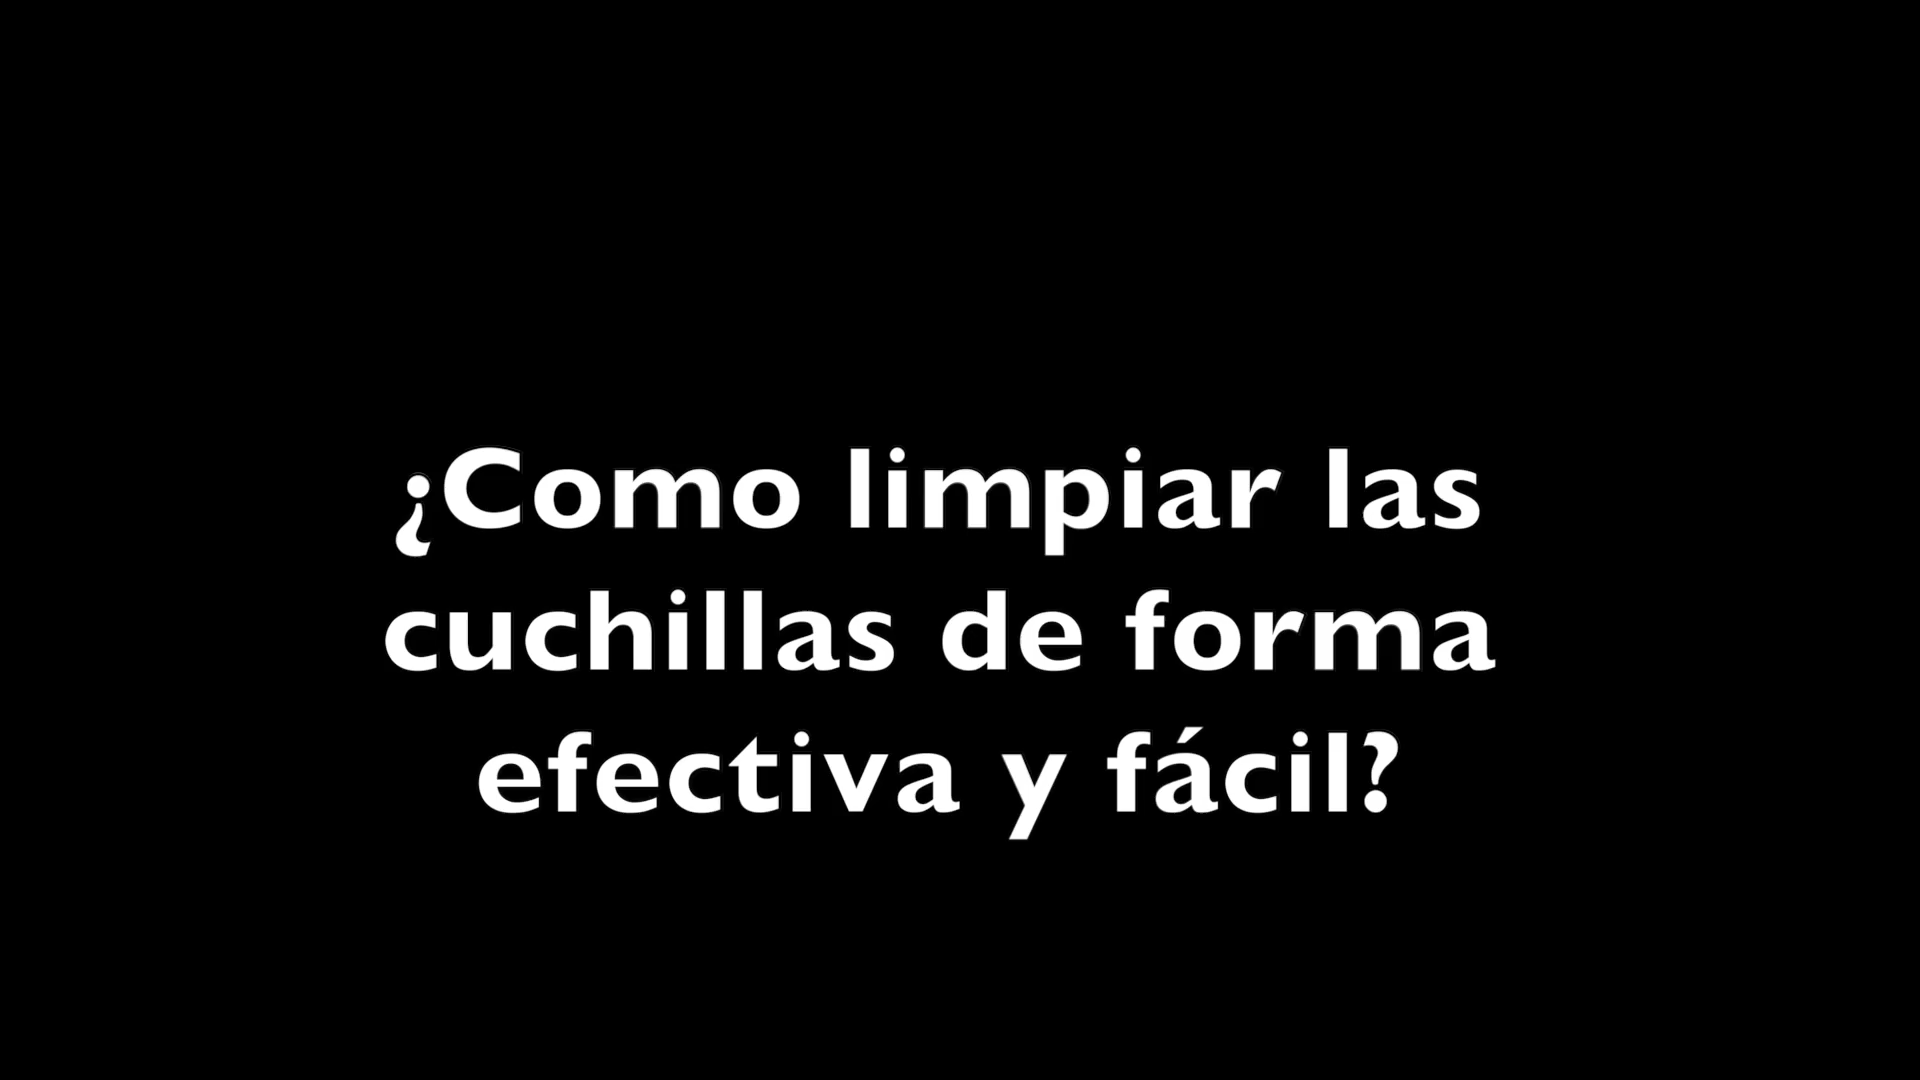 ¿Como limpiar las
cuchillas de forma
efectiva y fácil?